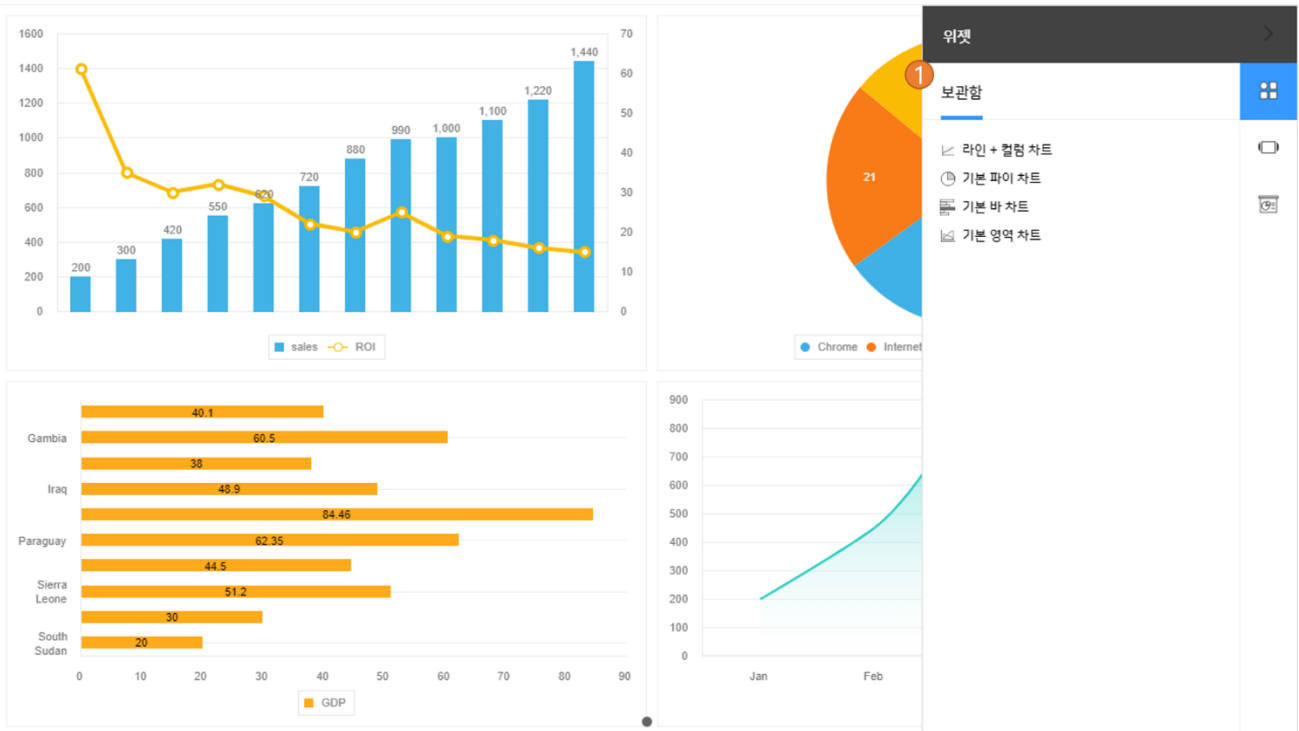 1600
1400
1200
1000
800
600
400
200
0
70
60
50
40
30
20
10
0
200
300
420
550
620
720
880
990
1,000
1,100
1,220
1,440
sales ROI
21
Chrome Internet
위젯
1
보관함
라인 + 컬럼 차트
기본 파이 차트
기본 바 차트
기본 영역 차트
40.1
Gambia 60.5
38
Iraq 48.9
84.46
Paraguay 62.35
44.5
Sierra Leone 51.2
30
South Sudan 20
0 10 20 30 40 50 60 70 80 90
GDP
900
800
700
600
500
400
300
200
100
0
Jan Feb